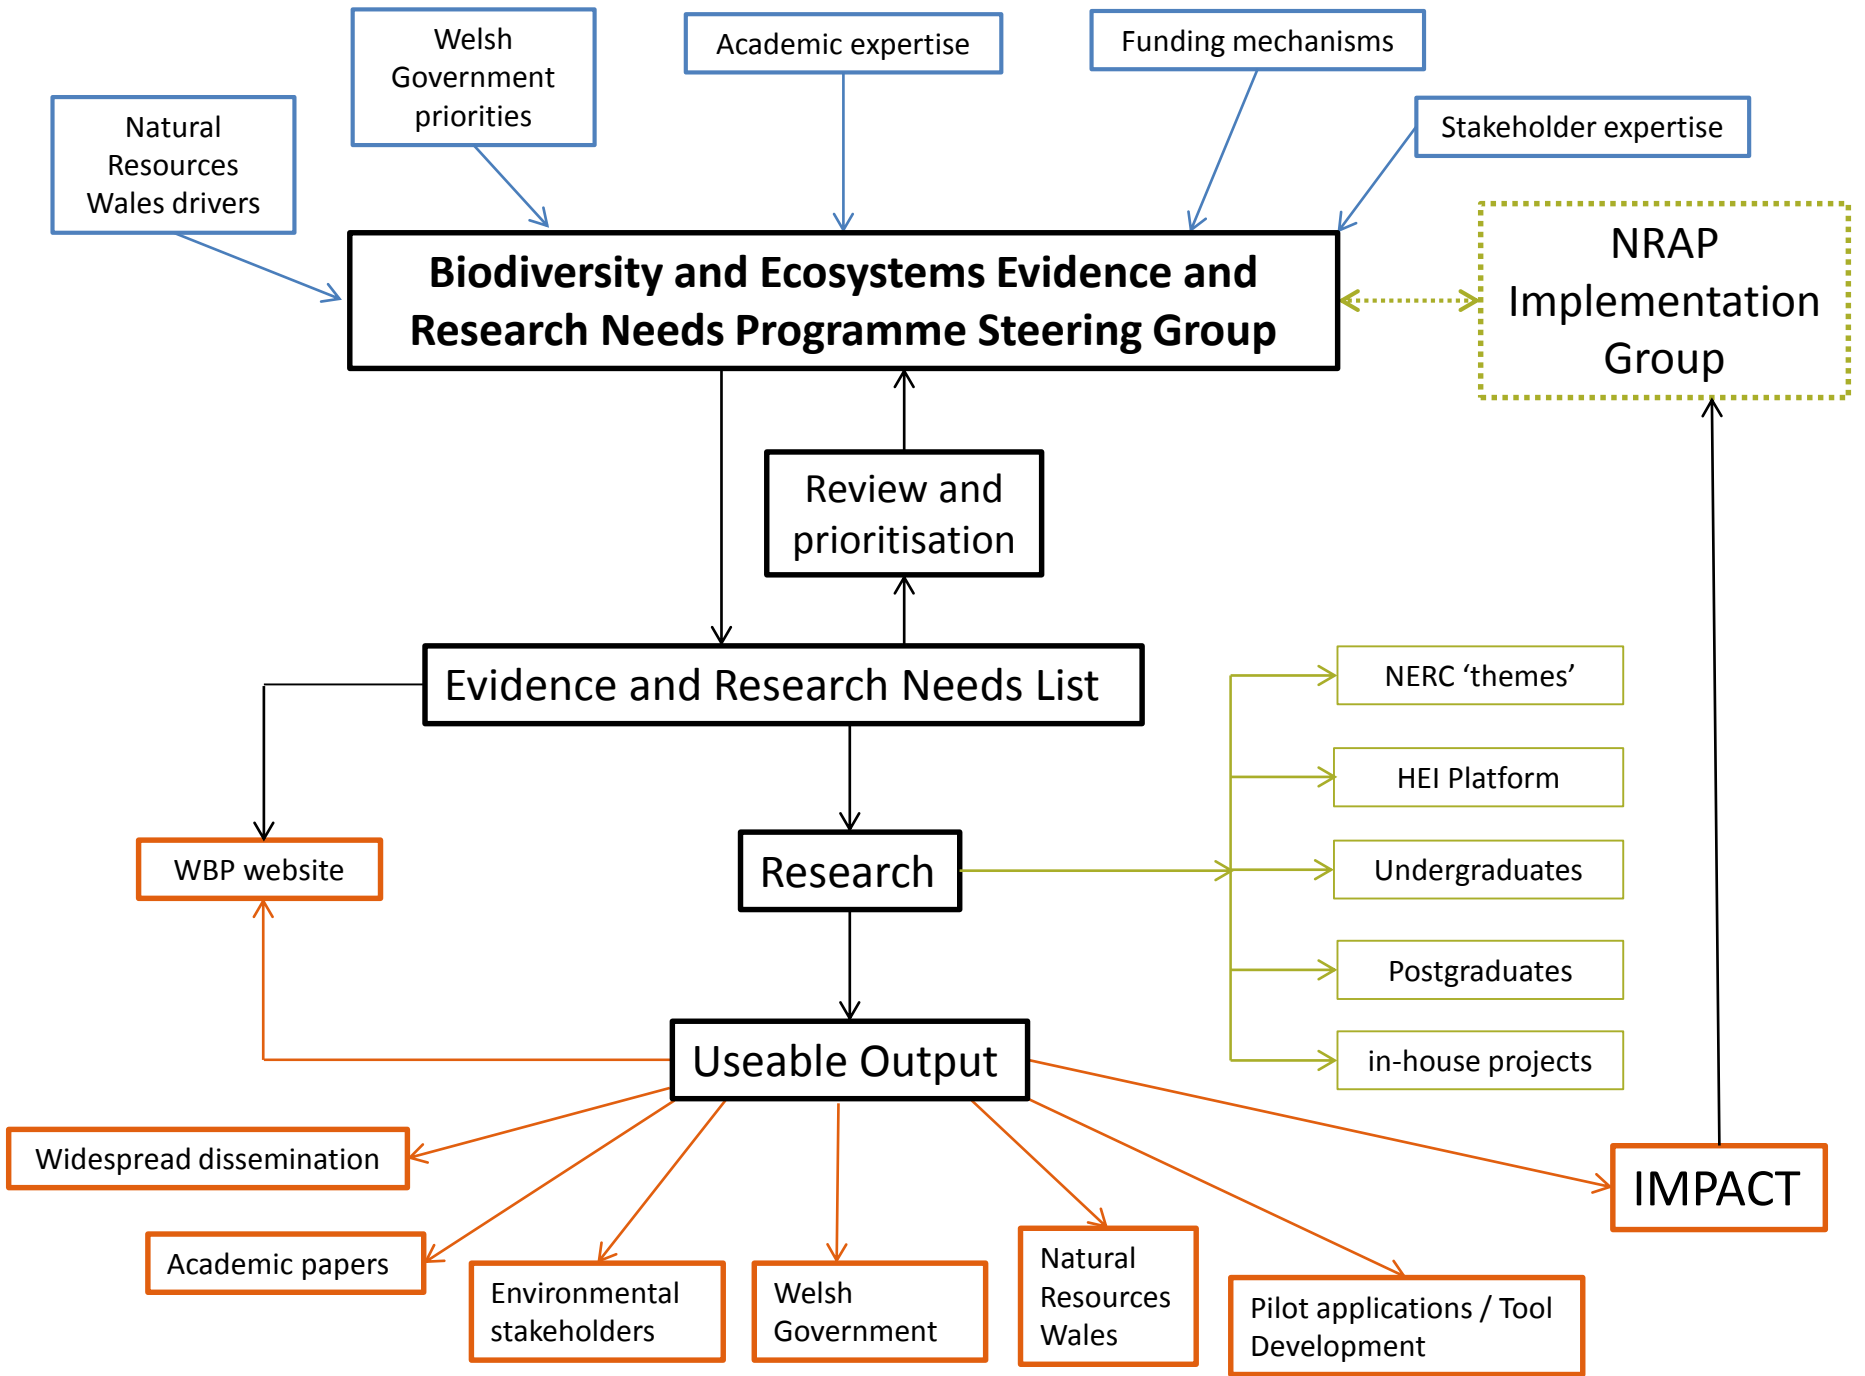 Welsh
Government
priorities
Academic expertise
Funding mechanisms
Natural
Resources
Wales drivers
Stakeholder expertise
Biodiversity and Ecosystems Evidence and
Research Needs Programme Steering Group
NRAP
Implementation
Group
Review and
prioritisation
Evidence and Research Needs List
NERC ‘themes’
HEI Platform
WBP website
Research
Undergraduates
Postgraduates
Useable Output
in-house projects
Widespread dissemination
IMPACT
Academic papers
Environmental
stakeholders
Welsh
Government
Natural
Resources
Wales
Pilot applications / Tool
Development